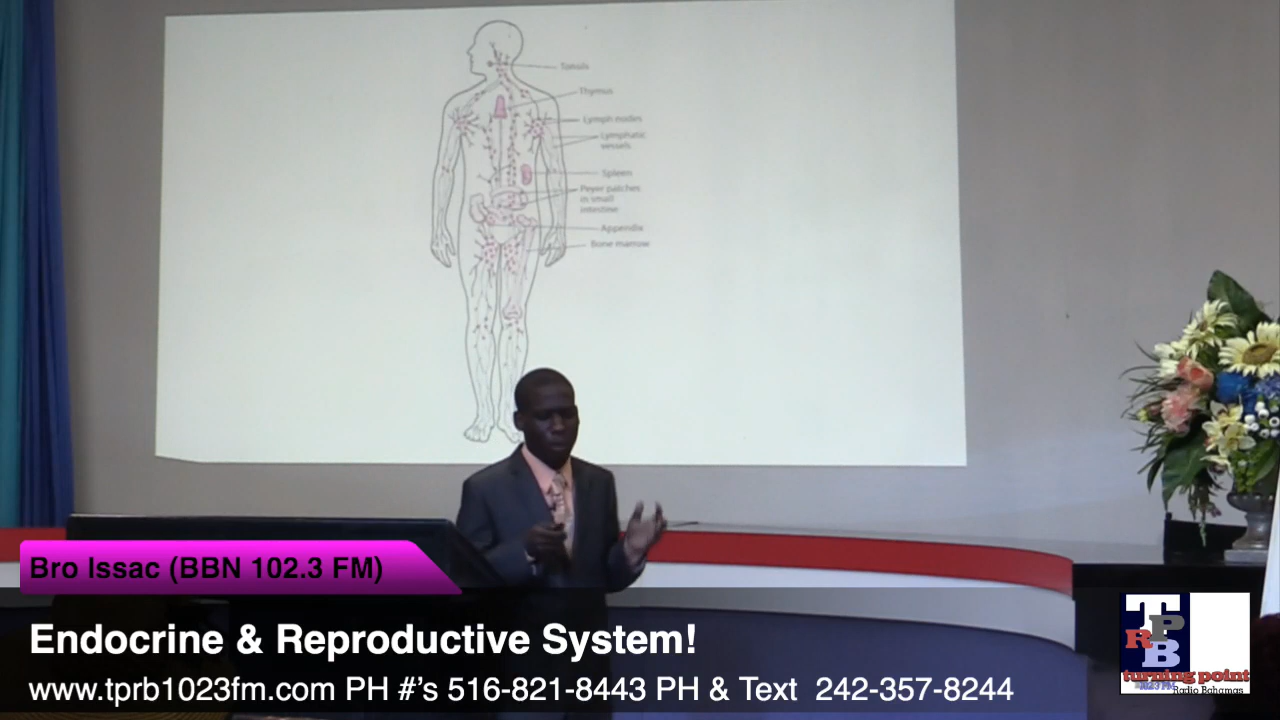 Tonsils
Thymus
Lymph nodes
Lymphatic
vessels
Spleen
Peyer patches
in small
intestine
Appendix
Bone marrow
Bro Issac (BBN 102.3 FM)
Endocrine & Reproductive System!
www.tprb1023fm.com PH #'s 516-821-8443 PH & Text 242-357-8244
TPRB
turning point
Radio Bahamas